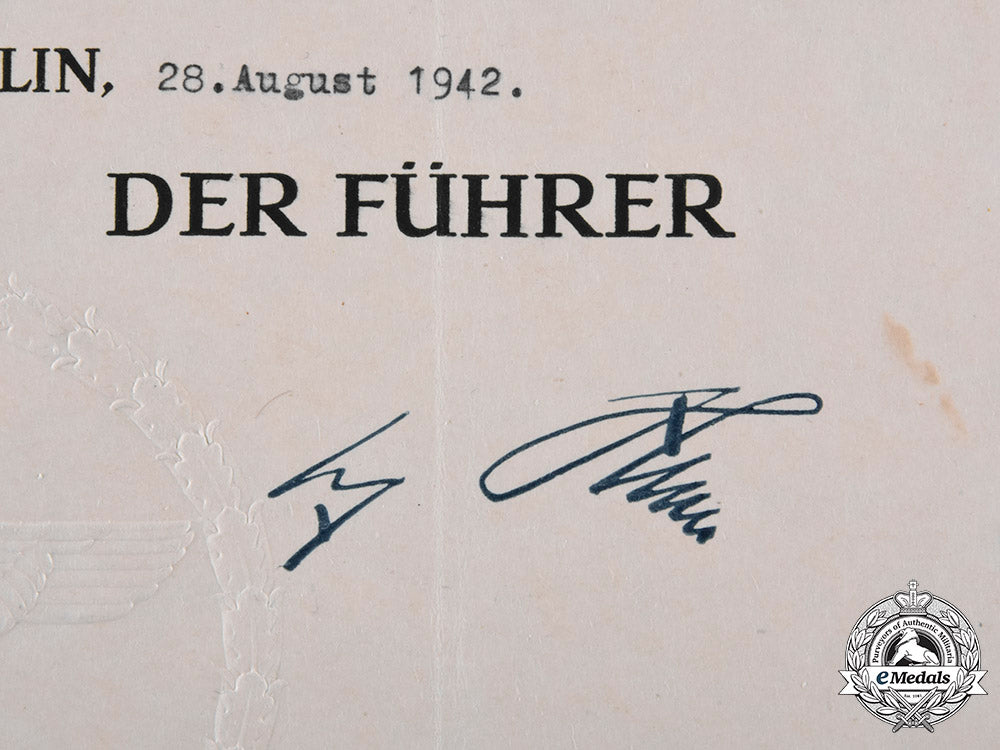 LIN, 28.August 1942.
DER FÜHRER
Purveyors of Authentic Militaria
eMedals